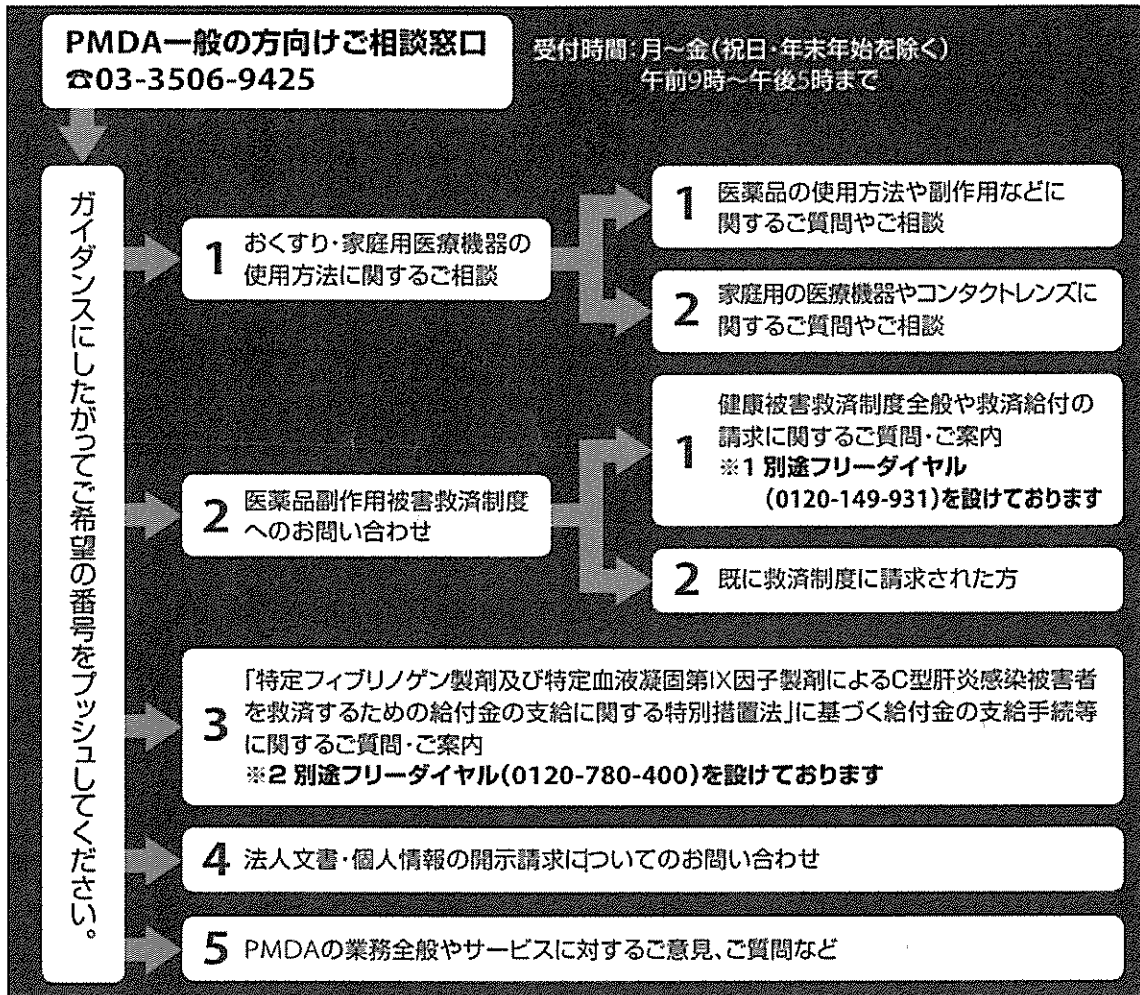 PMDA一般の方向けご相談窓口
☎03-3506-9425
受付時間:月~金(祝日・年末年始を除く)
午前9時~午後5時まで
ガイダンスにしたがってご希望の番号をプッシュしてください。
1 おくすり・家庭用医療機器の
使用方法に関するご相談
1 医薬品の使用方法や副作用などに
関するご質問やご相談
2 家庭用の医療機器やコンタクトレンズに
関するご質問やご相談
2 医薬品副作用被害救済制度
へのお問い合わせ
1 健康被害救済制度全般や救済給付の
請求に関するご質問・ご案内
※1 別途フリーダイヤル
(0120-149-931)を設けております
2 既に救済制度に請求された方
3 「特定フィブリノゲン製剤及び特定血液凝固第IX因子製剤によるC型肝炎感染被害者
を救済するための給付金の支給に関する特別措置法」に基づく給付金の支給手続等
に関するご質問・ご案内
※2 別途フリーダイヤル(0120-780-400)を設けております
4 法人文書・個人情報の開示請求についてのお問い合わせ
5 PMDAの業務全般やサービスに対するご意見、ご質問など